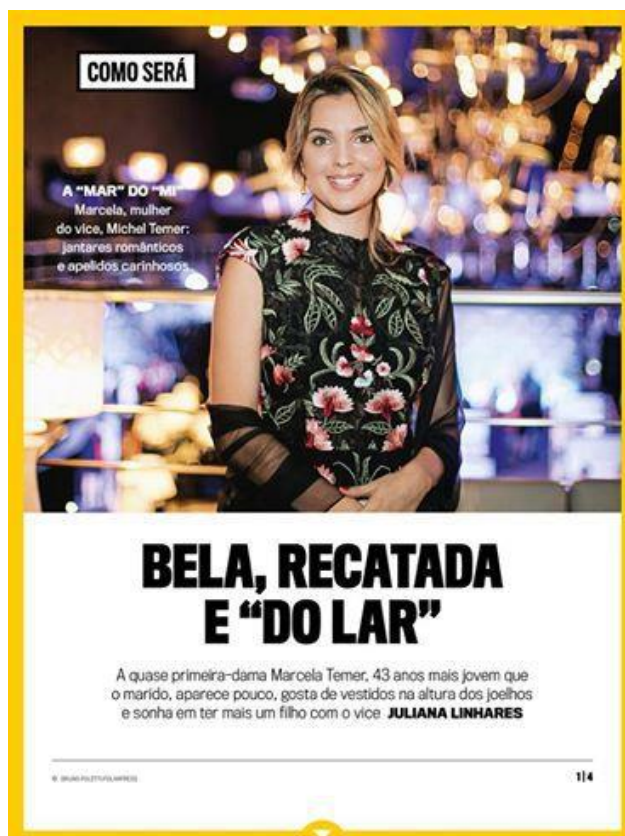 COMO SERÁ
A “MAR” DO “MI”
Marcela, mulher
do vice, Michel Temer:
jantares românticos
e apelidos carinhosos
BELA, RECATADA
E “DO LAR”
A quase primeira-dama Marcela Temer, 43 anos mais jovem que
o marido, aparece pouco, gosta de vestidos na altura dos joelhos
e sonha em ter mais um filho com o vice JULIANA LINHARES
1|4